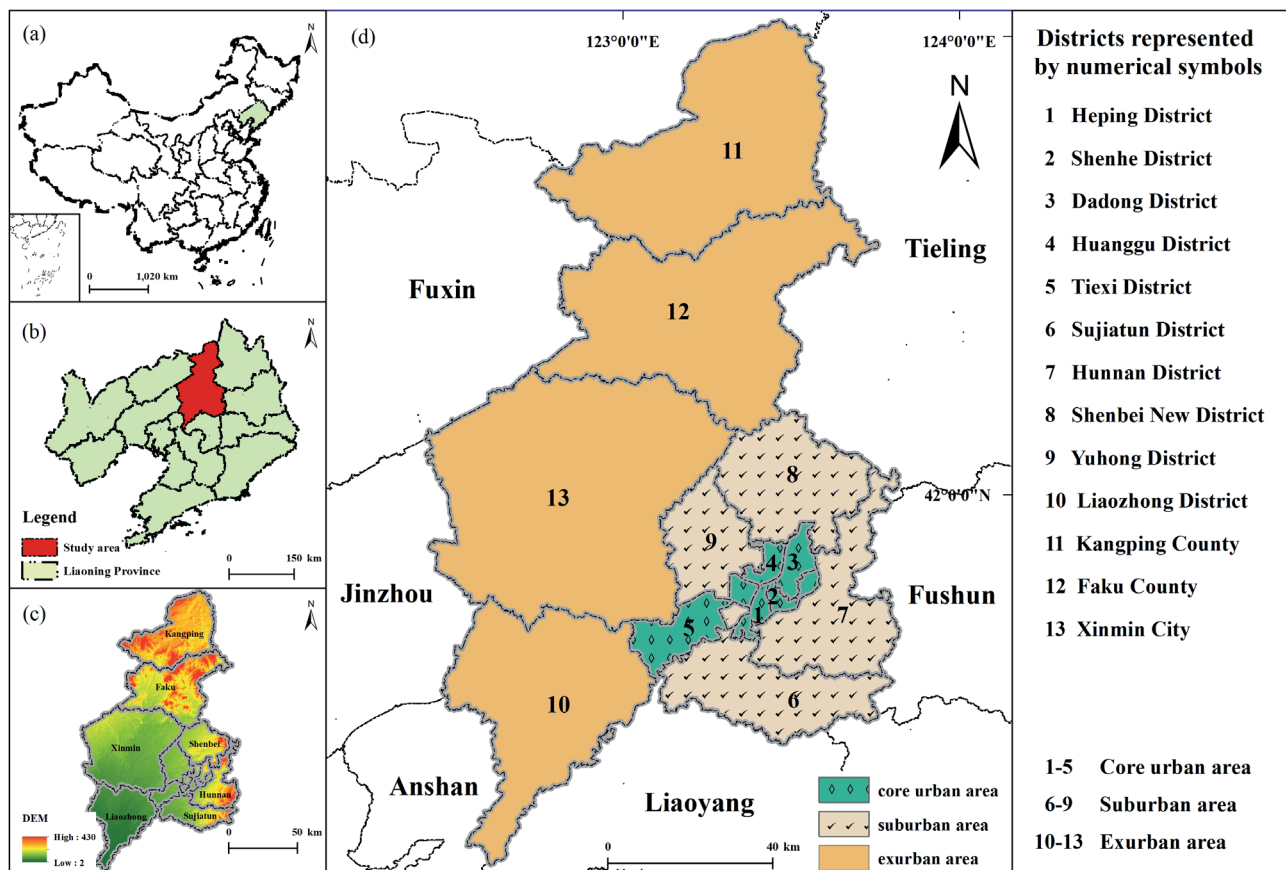 (a)
N
0
1,020 km
(b)
N
Legend
Study area
Liaoning Province
0
150 km
(c)
N
Kangping
Faku
Xinmin
Shenbei
Hunnan
Liaozhong
Sujiatun
DEM
High : 430
Low : 2
0
50 km
(d)
123°0'0"E
124°0'0"E
N
11
Tieling
Fuxin
12
8
42°0'0"N
13
9
4
3
2
1
5
7
Jinzhou
Fushun
10
6
Anshan
Liaoyang
core urban area
suburban area
exurban area
0
40 km
Districts represented
by numerical symbols
1 Heping District
2 Shenhe District
3 Dadong District
4 Huanggu District
5 Tiexi District
6 Sujiatun District
7 Hunnan District
8 Shenbei New District
9 Yuhong District
10 Liaozhong District
11 Kangping County
12 Faku County
13 Xinmin City
1-5 Core urban area
6-9 Suburban area
10-13 Exurban area